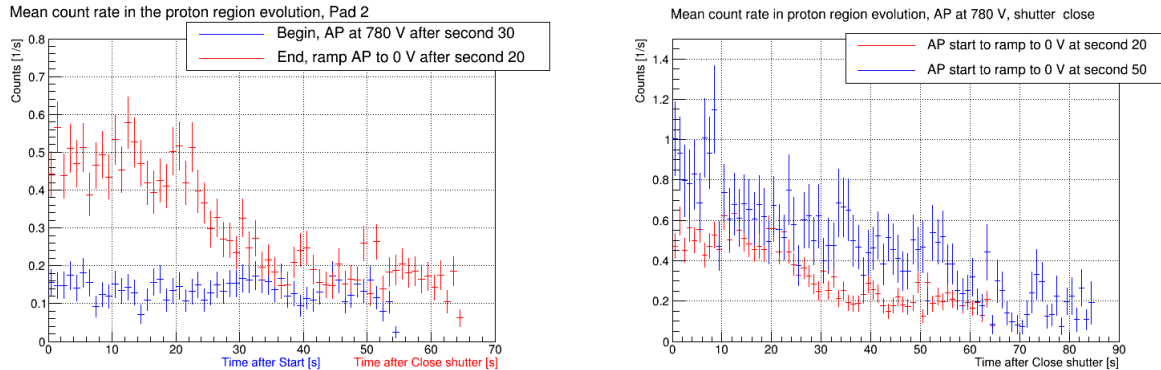 Mean count rate in the proton region evolution, Pad 2
Begin, AP at 780 V after second 30
End, ramp AP to 0 V after second 20
Counts [1/s]
0.8
0.7
0.6
0.5
0.4
0.3
0.2
0.1
0
0 10 20 30 40 50 60 70
Time after Start [s] Time after Close shutter [s]
Mean count rate in proton region evolution, AP at 780 V, shutter close
AP start to ramp to 0 V at second 20
AP start to ramp to 0 V at second 50
Counts [1/s]
1.4
1.2
1
0.8
0.6
0.4
0.2
0
0 10 20 30 40 50 60 70 80 90
Time after Close shutter [s]